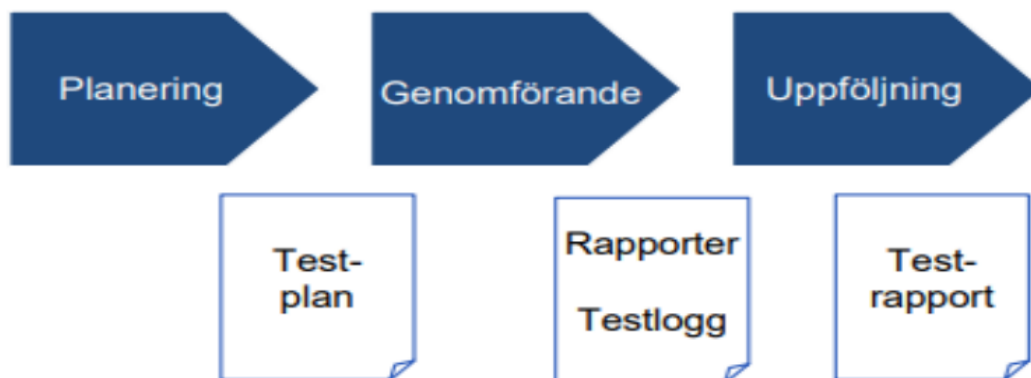 Planering
Genomförande
Uppföljning
Test-
plan
Rapporter
Testlogg
Test-
rapport